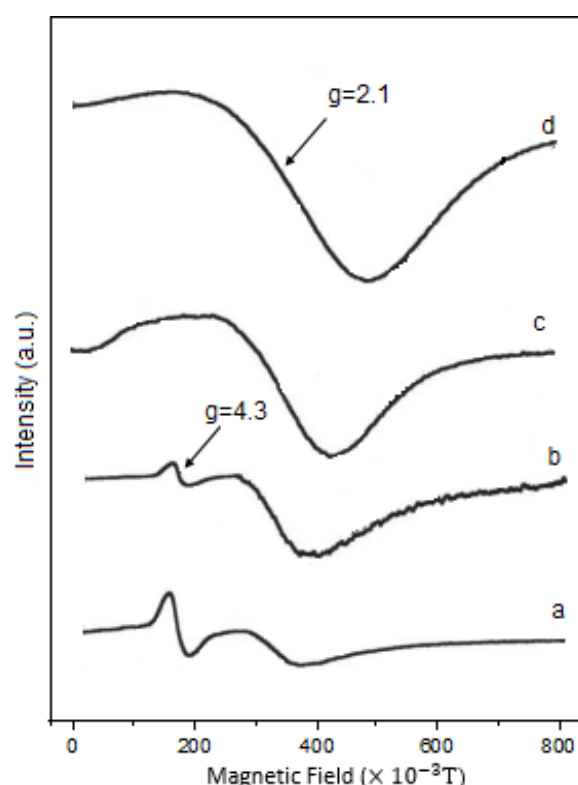 g=2.1
d
c
g=4.3
b
a
Intensity (a.u.)
0 200 400 600 800
Magnetic Field (× 10⁻³T)